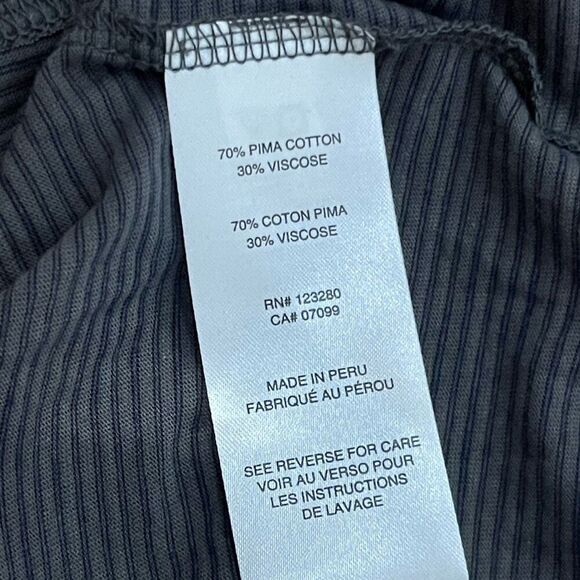 70% PIMA COTTON
30% VISCOSE
70% COTON PIMA
30% VISCOSE
RN# 123280
CA# 07099
MADE IN PERU
FABRIQUÉ AU PÉROU
SEE REVERSE FOR CARE
VOIR AU VERSO POUR
LES INSTRUCTIONS
DE LAVAGE